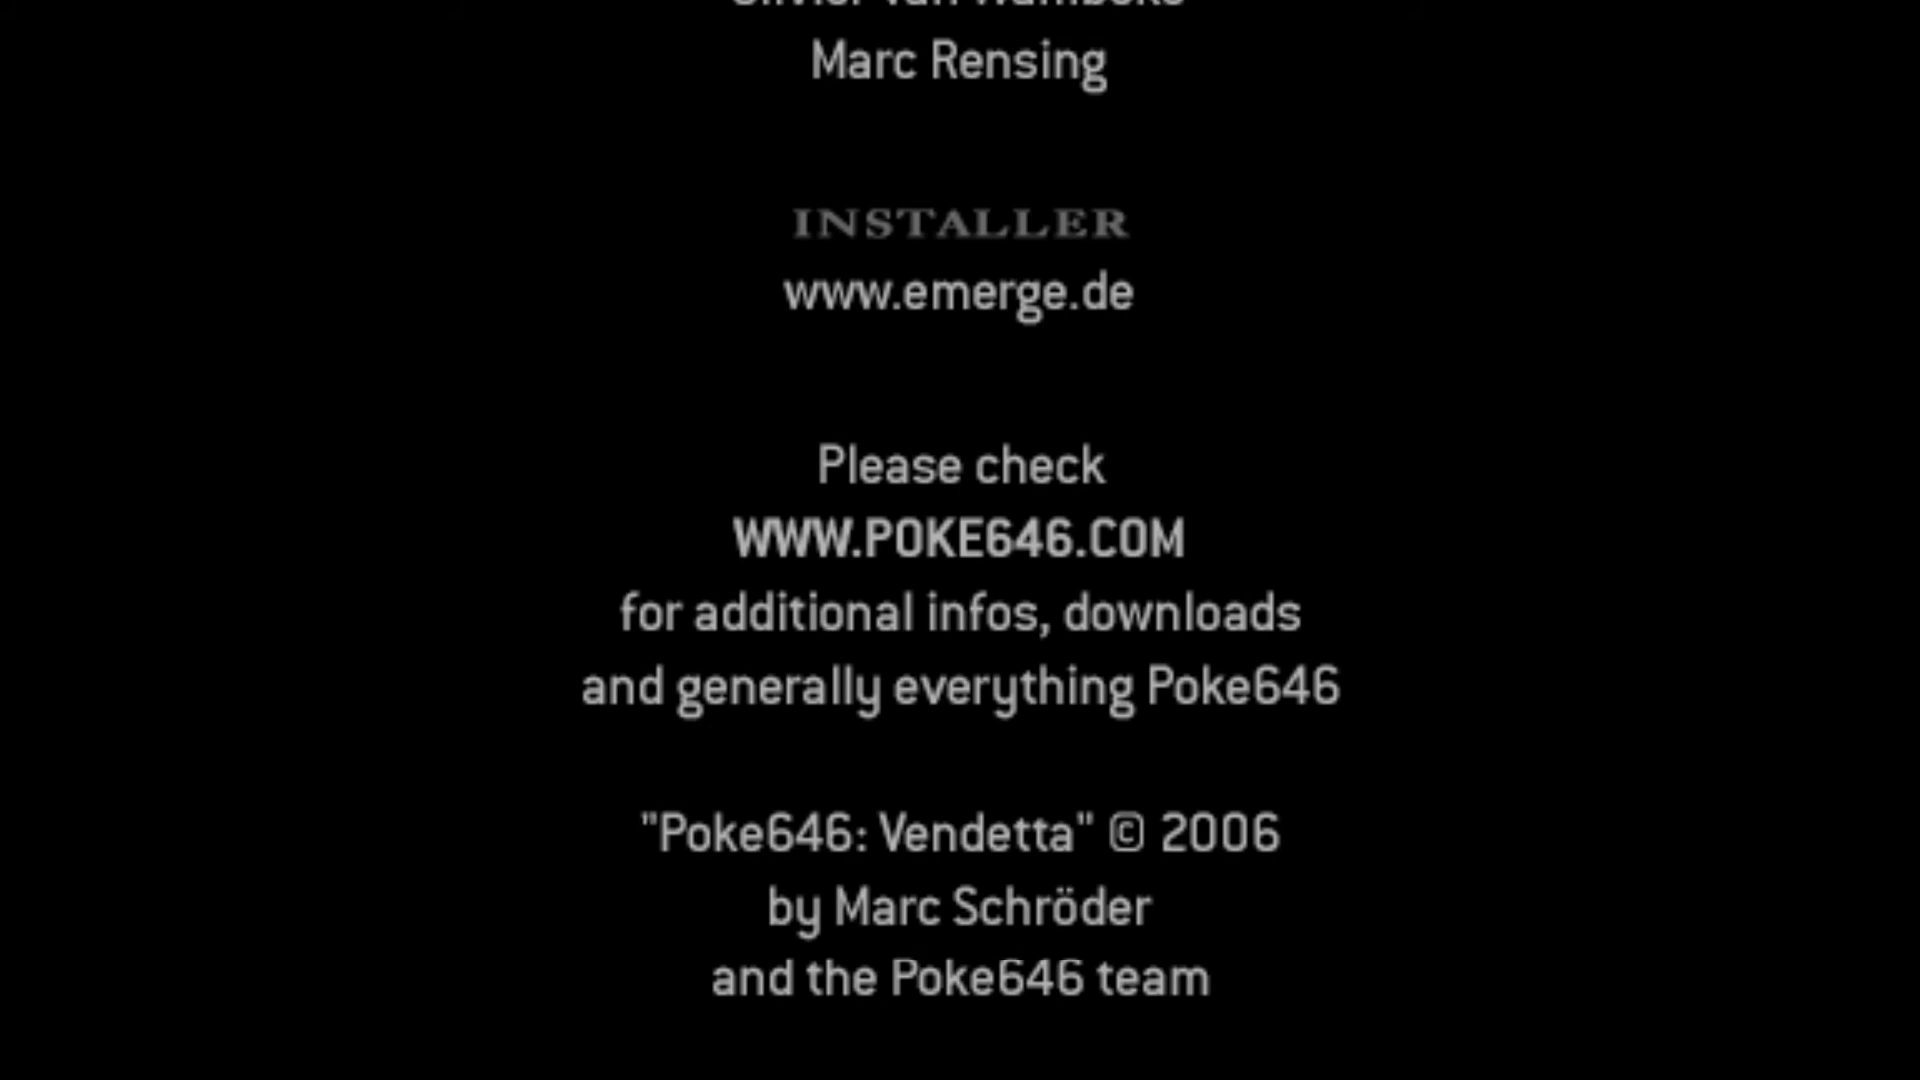 Marc Rensing
INSTALLER
www.emerge.de
Please check
WWW.POKE646.COM
for additional infos, downloads
and generally everything Poke646
"Poke646: Vendetta" © 2006
by Marc Schröder
and the Poke646 team